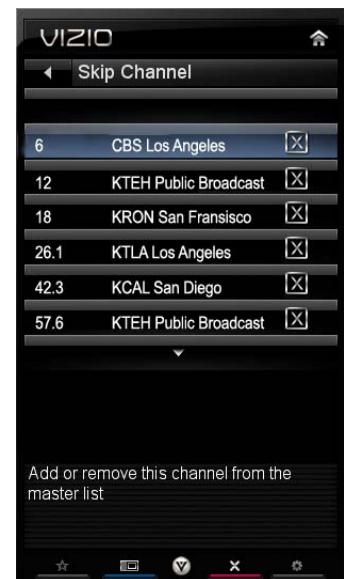 VIZIO
Skip Channel
6 CBS Los Angeles X
12 KTEH Public Broadcast X
18 KRON San Fransisco X
26.1 KTLA Los Angeles X
42.3 KCAL San Diego X
57.6 KTEH Public Broadcast X
Add or remove this channel from the
master list
V